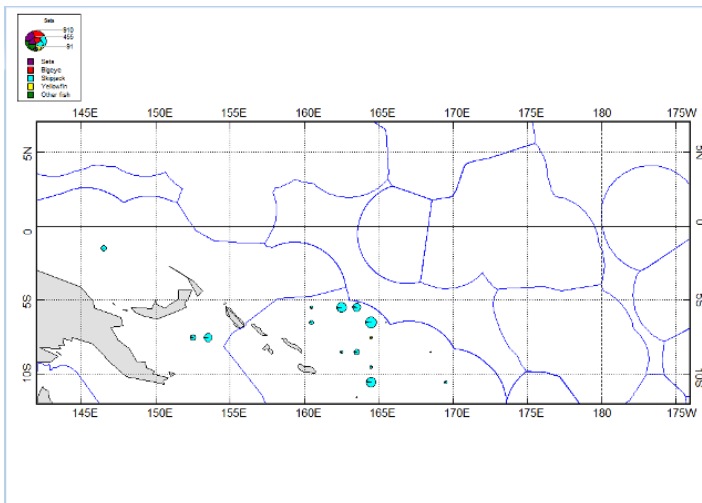 Sets
910
455
91
Sets
Bigeye
Skipjack
Yellowfin
Other fish
145E 150E 155E 160E 165E 170E 175E 180 175W
5N 5N
0 0
5S 5S
10S 10S
145E 150E 155E 160E 165E 170E 175E 180 175W